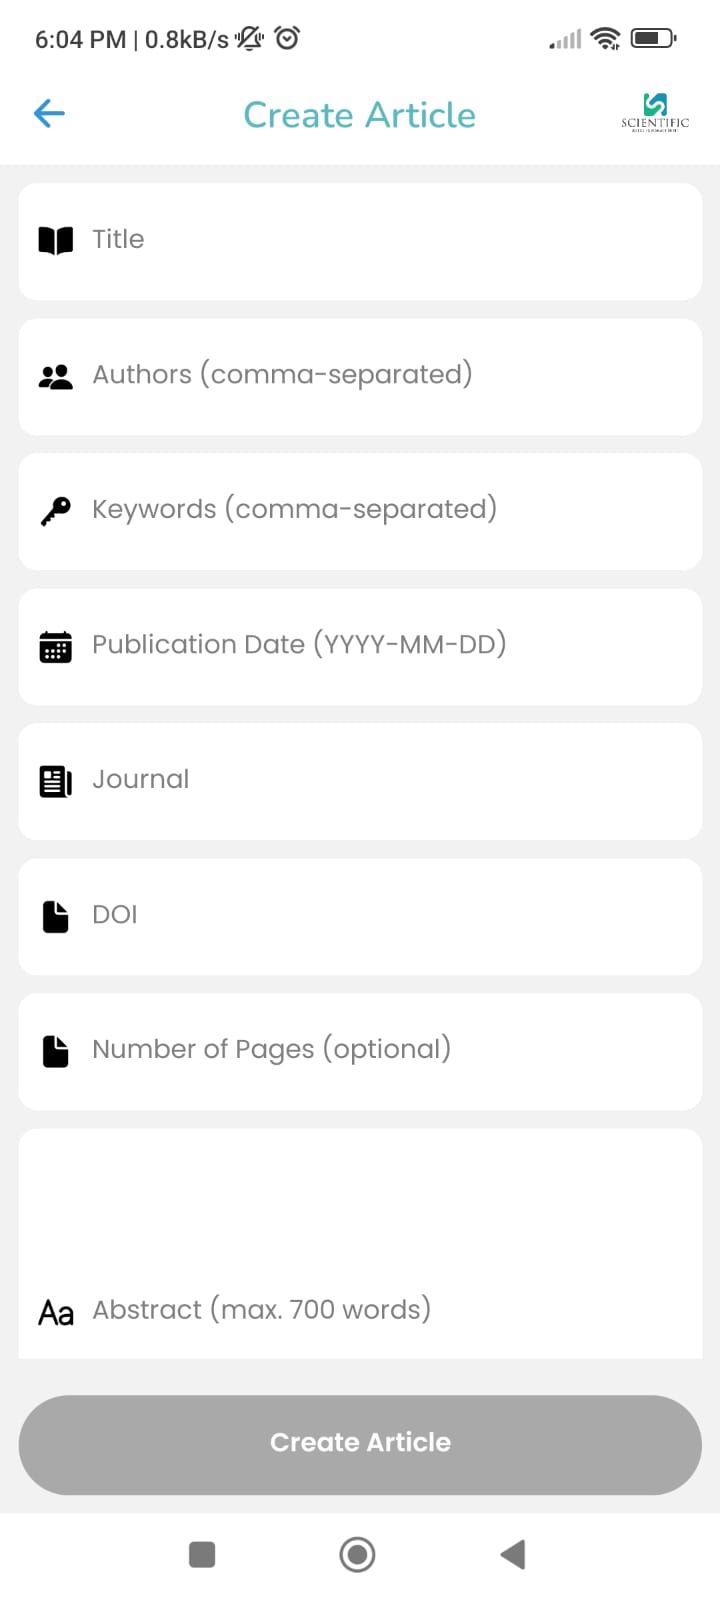 6:04 PM | 0.8kB/s
Create Article
SCIENTIFIC
Title
Authors (comma-separated)
Keywords (comma-separated)
Publication Date (YYYY-MM-DD)
Journal
DOI
Number of Pages (optional)
Aa Abstract (max. 700 words)
Create Article